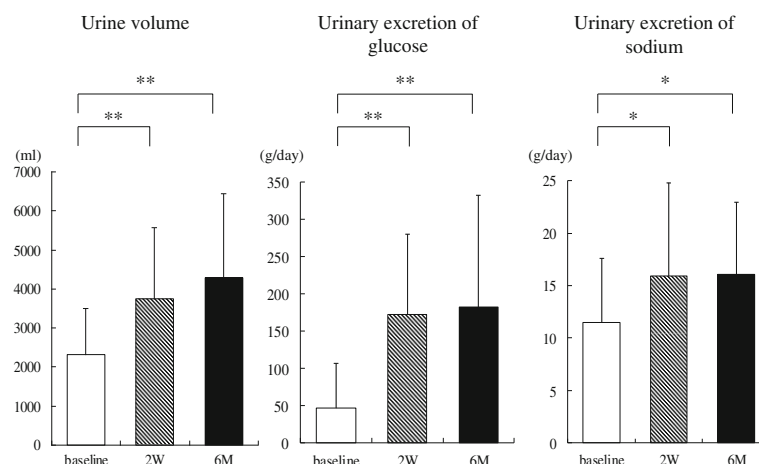 Urine volume
**
**
(ml)
7000
6000
5000
4000
3000
2000
1000
0
baseline
2W
6M
Urinary excretion of
glucose
**
**
(g/day)
350
300
250
200
150
100
50
0
baseline
2W
6M
Urinary excretion of
sodium
*
*
(g/day)
25
20
15
10
5
0
baseline
2W
6M